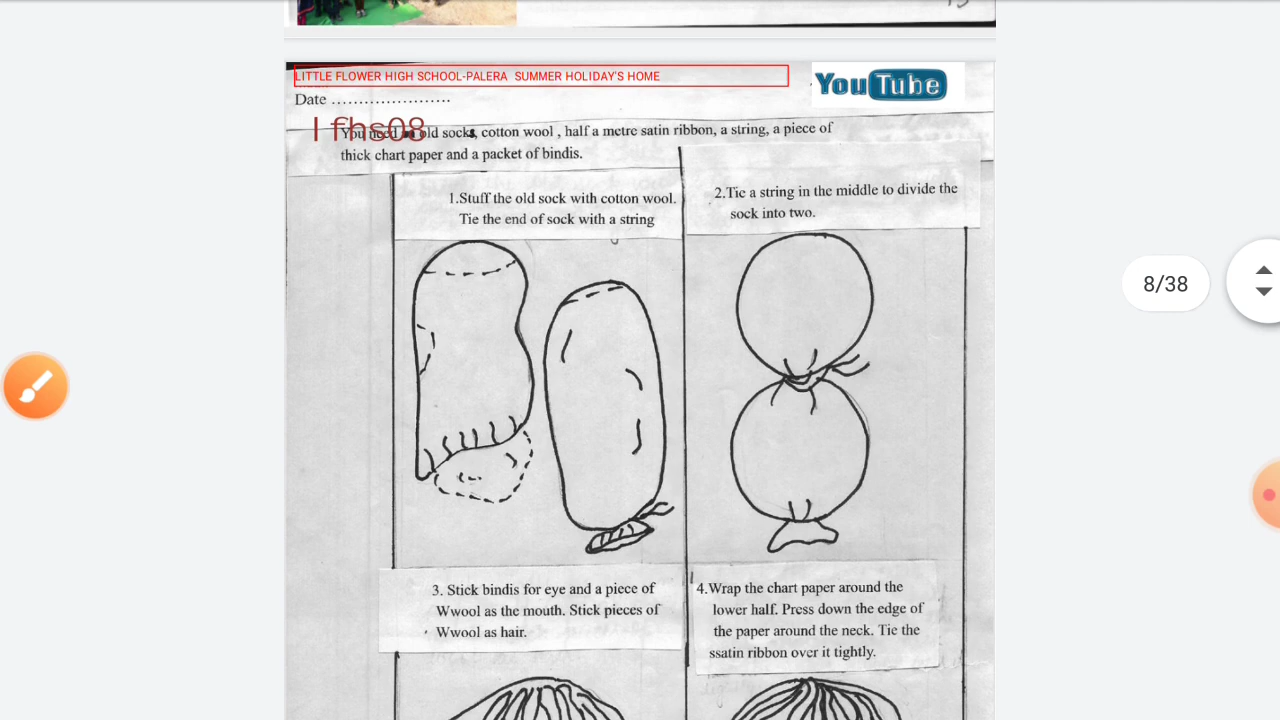 LITTLE FLOWER HIGH SCHOOL-PALERA SUMMER HOLIDAY'S HOME
YouTube
Date ......................
lfhs08
You need old socks, cotton wool , half a metre satin ribbon, a string, a piece of
thick chart paper and a packet of bindis.
1.Stuff the old sock with cotton wool.
Tie the end of sock with a string
2.Tie a string in the middle to divide the
sock into two.
8/38
3. Stick bindis for eye and a piece of
Wwool as the mouth. Stick pieces of
Wwool as hair.
4.Wrap the chart paper around the
lower half. Press down the edge of
the paper around the neck. Tie the
ssatin ribbon over it tightly.